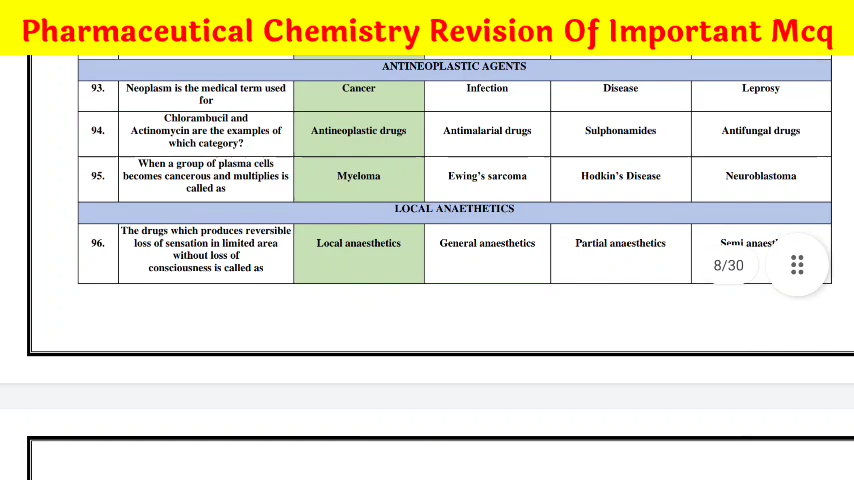 Pharmaceutical Chemistry Revision Of Important Mcq
ANTINEOPLASTIC AGENTS
93. Neoplasm is the medical term used Cancer Infection Disease Leprosy
for
Chlorambucil and
94. Actinomycin are the examples of Antineoplastic drugs Antimalarial drugs Sulphonamides Antifungal drugs
which category?
When a group of plasma cells
95. becomes cancerous and multiplies is Myeloma Ewing's sarcoma Hodkin's Disease Neuroblastoma
called as
LOCAL ANAETHETICS
The drugs which produces reversible
96. loss of sensation in limited area Local anaesthetics General anaesthetics Partial anaesthetics Semi
without loss of
consciousness is called as
8/30